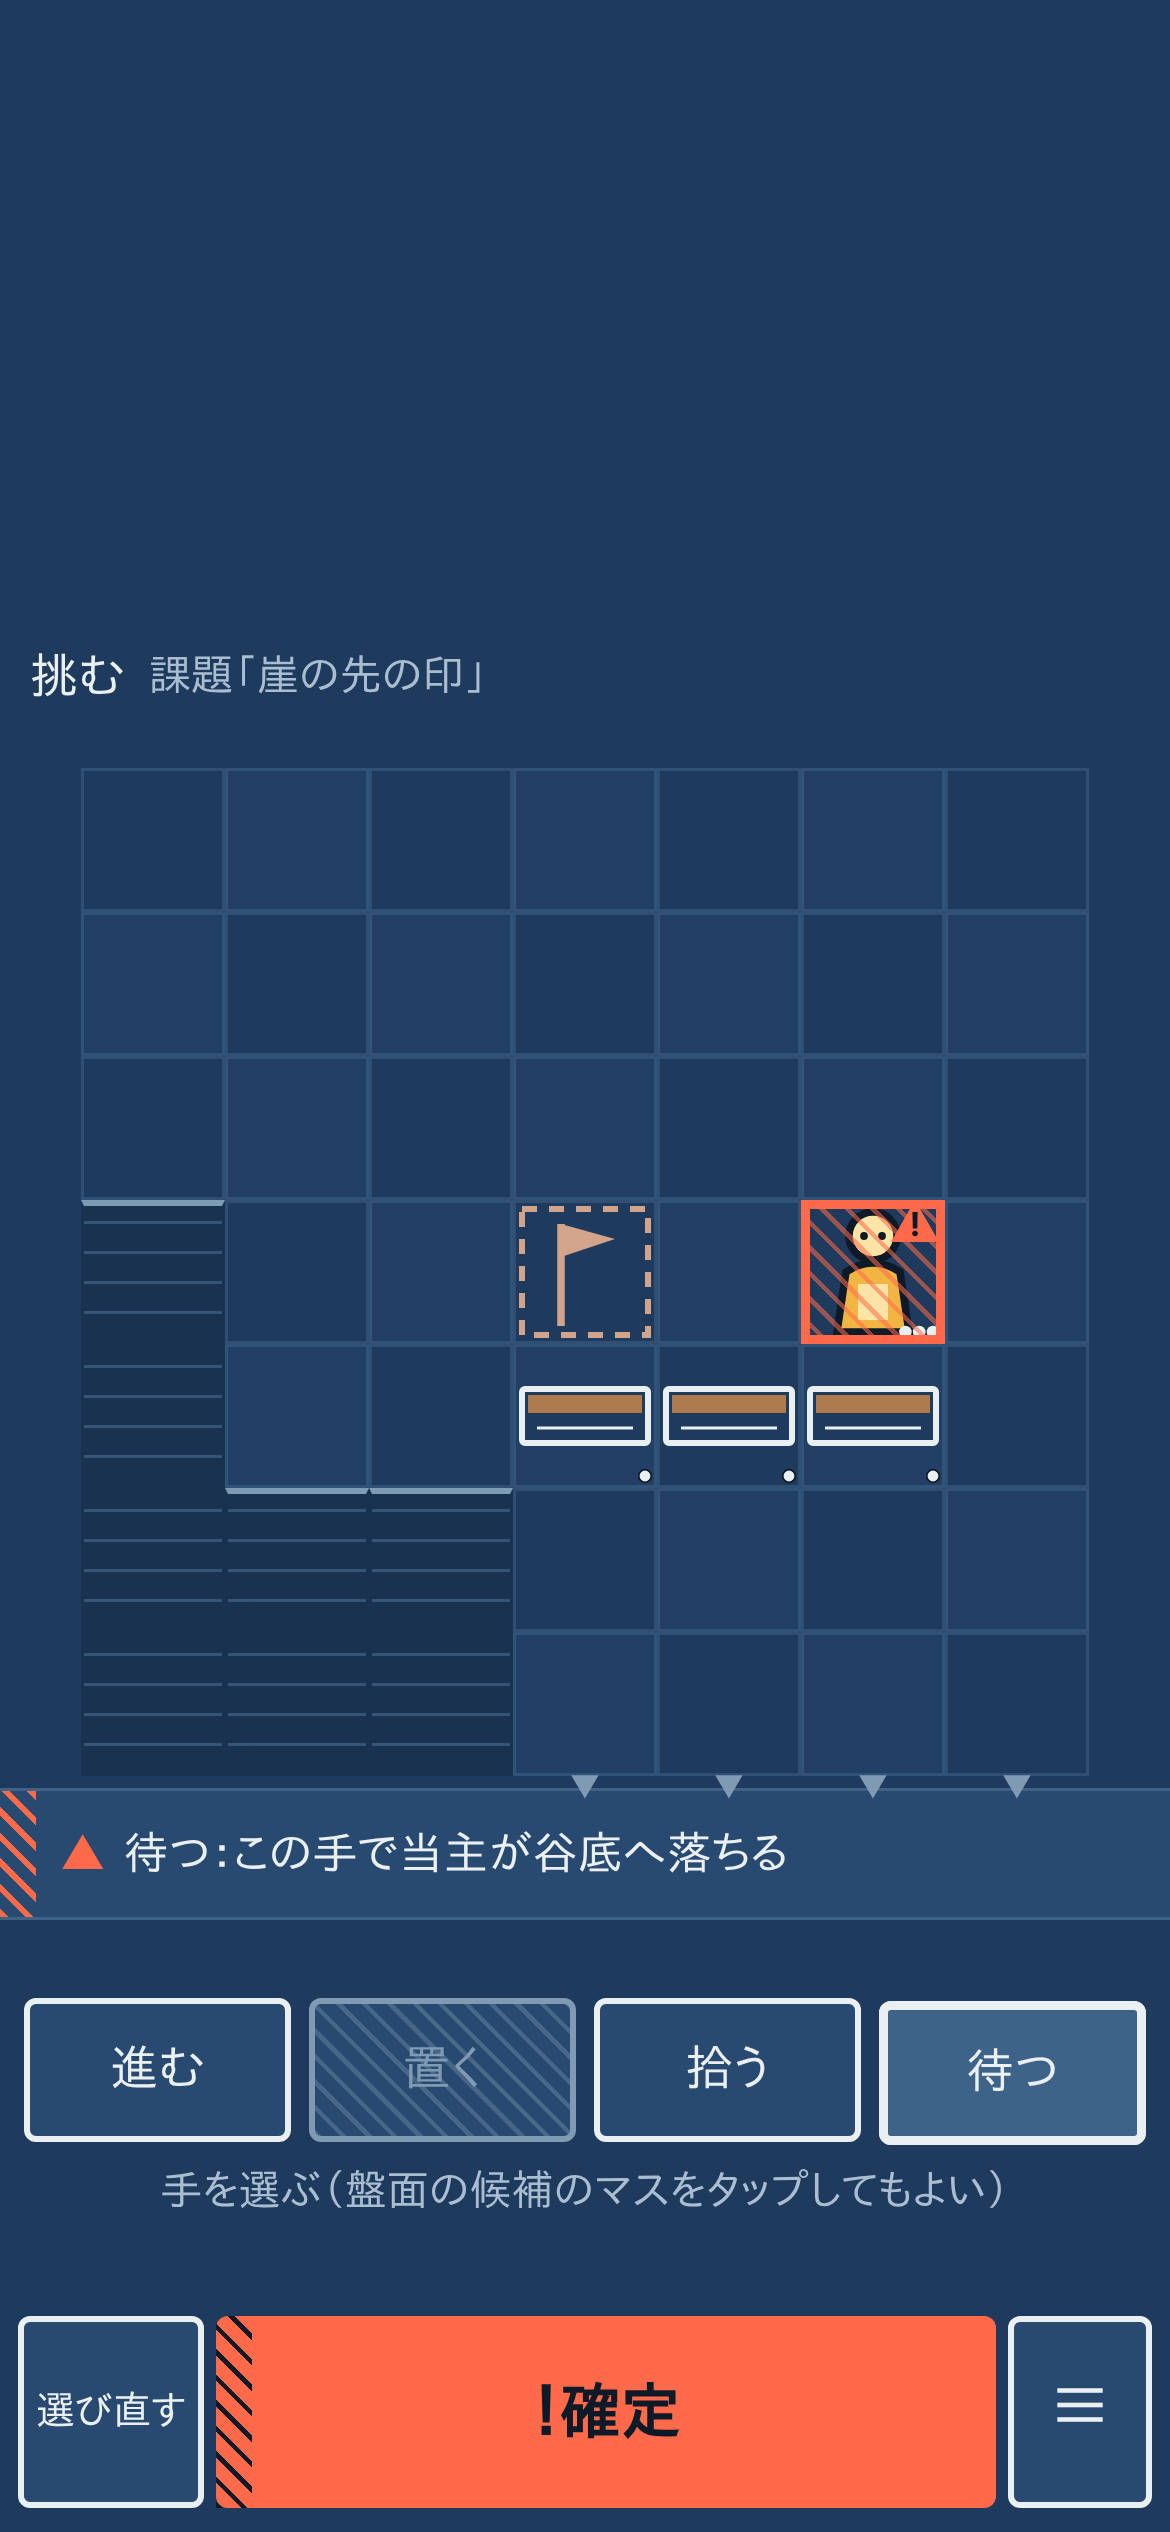 挑む 課題「崖の先の印」
!
▲ 待つ:この手で当主が谷底へ落ちる
進む 置く 拾う 待つ
手を選ぶ(盤面の候補のマスをタップしてもよい)
選び直す !確定 ☰